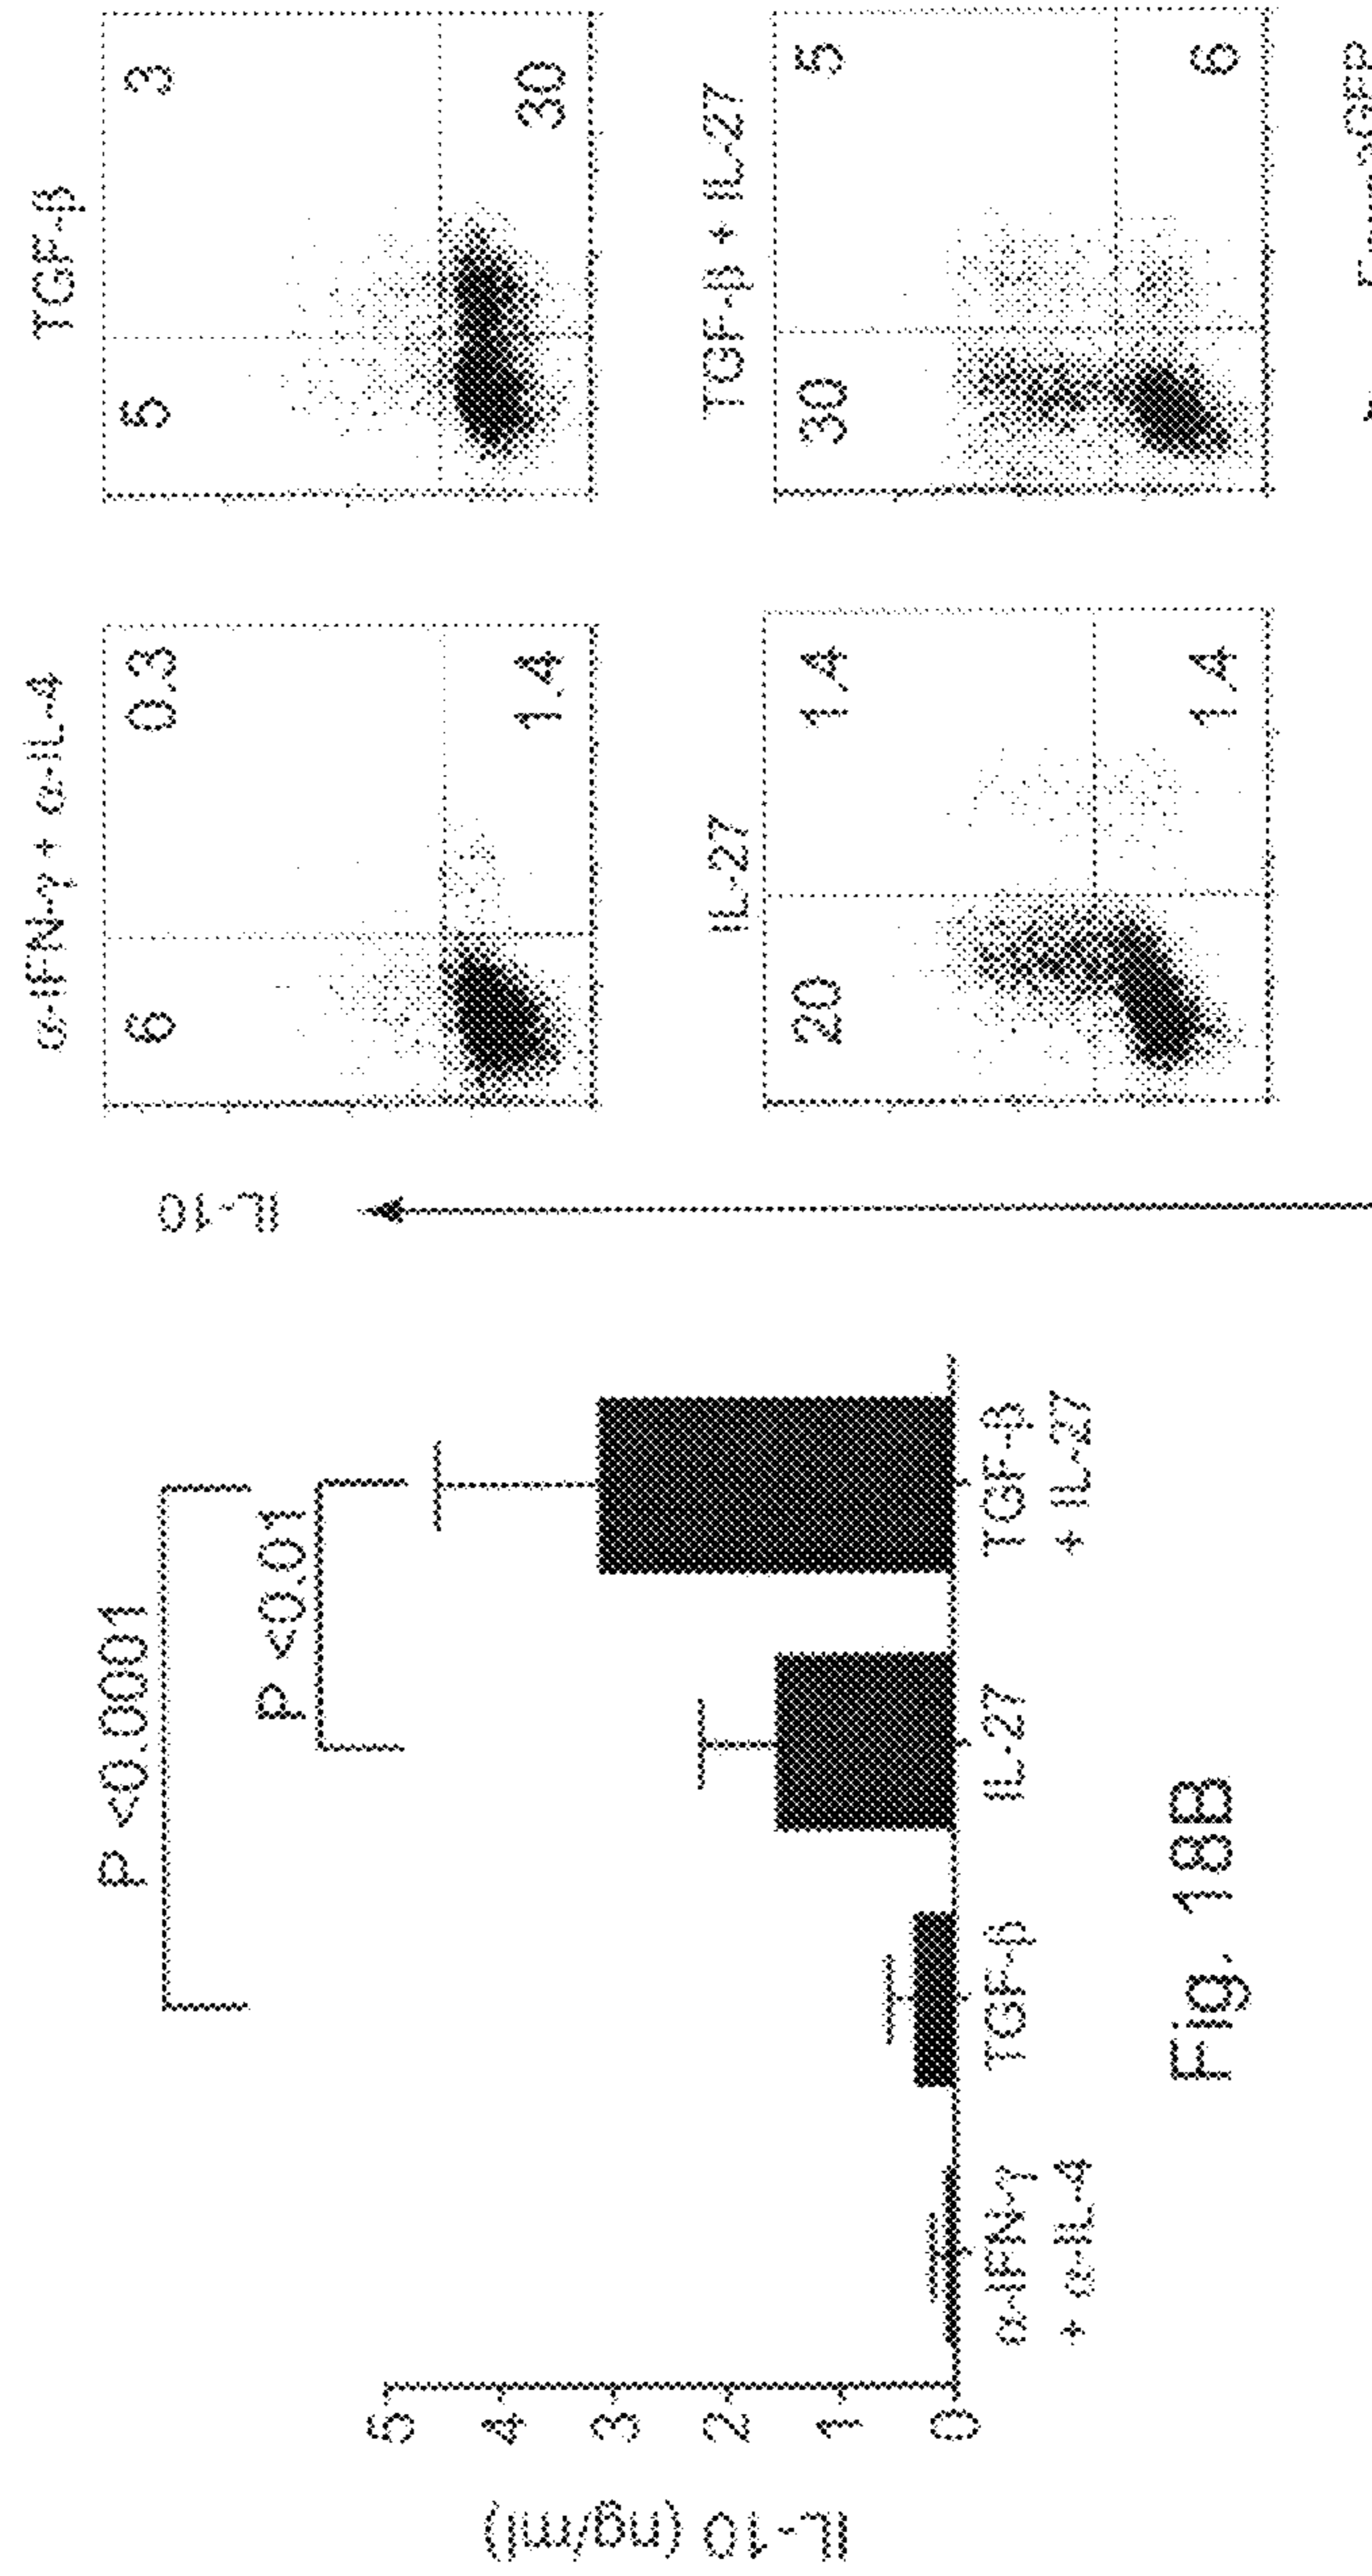 P <0.0001
P <0.01
IL-10 (ng/ml)
5
4
3
2
1
0
α-IFNγ
+ α-IL-4
TGF-β
IL-27
TGF-β
+ IL-27
Fig. 18B
IL-10
α-IFN-γ + α-IL-4
6
0.3
1.4
TGF-β
5
3
30
IL-27
20
1.4
1.4
TGF-β + IL-27
30
5
6